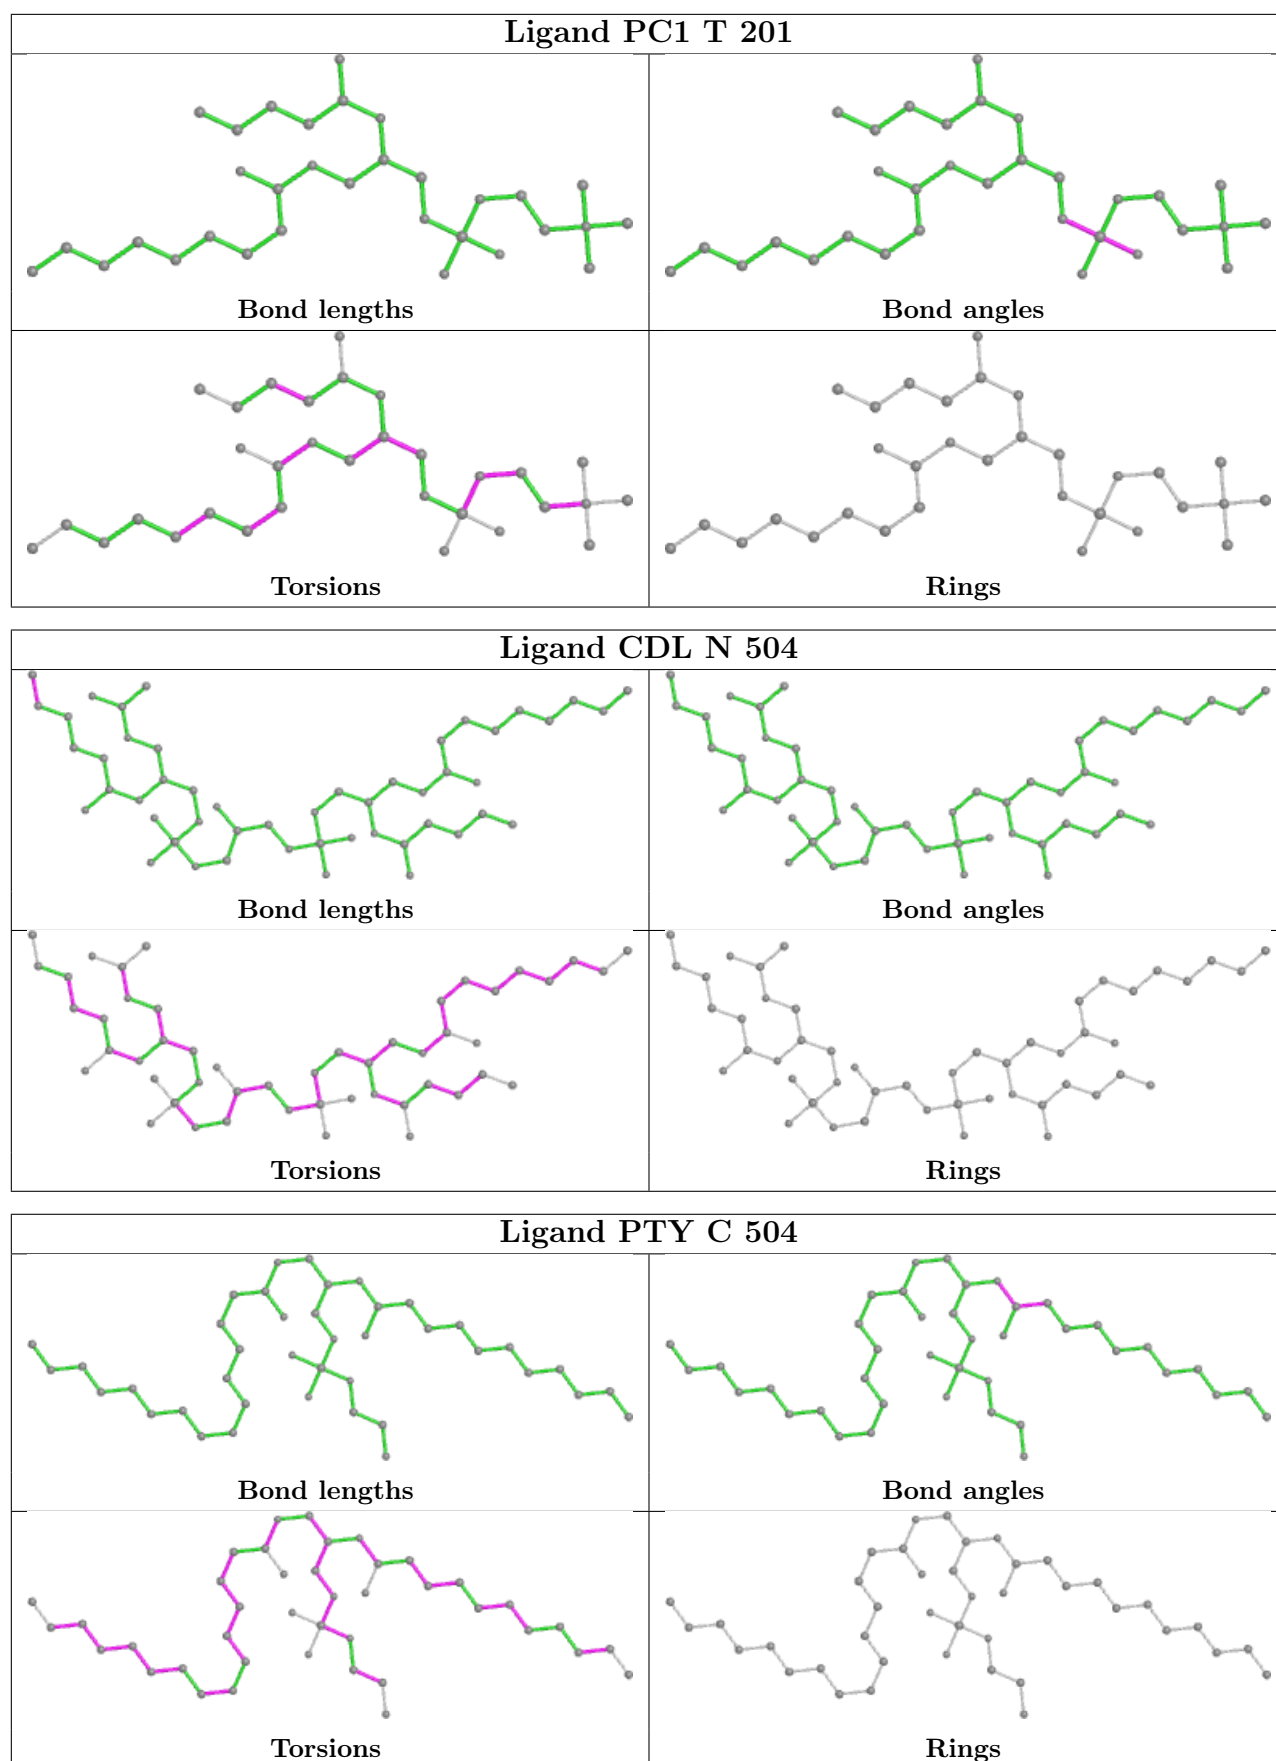 Ligand PC1 T 201
Bond lengths
Bond angles
Torsions
Rings
Ligand CDL N 504
Bond lengths
Bond angles
Torsions
Rings
Ligand PTY C 504
Bond lengths
Bond angles
Torsions
Rings